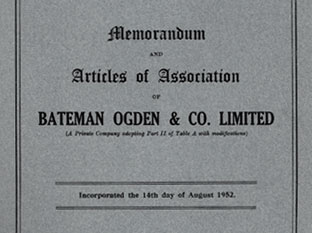 Memorandum
AND
Articles of Association
OF
BATEMAN OGDEN & CO. LIMITED
(A Private Company adopting Part II of Table A with modifications)
Incorporated the 14th day of August 1952.